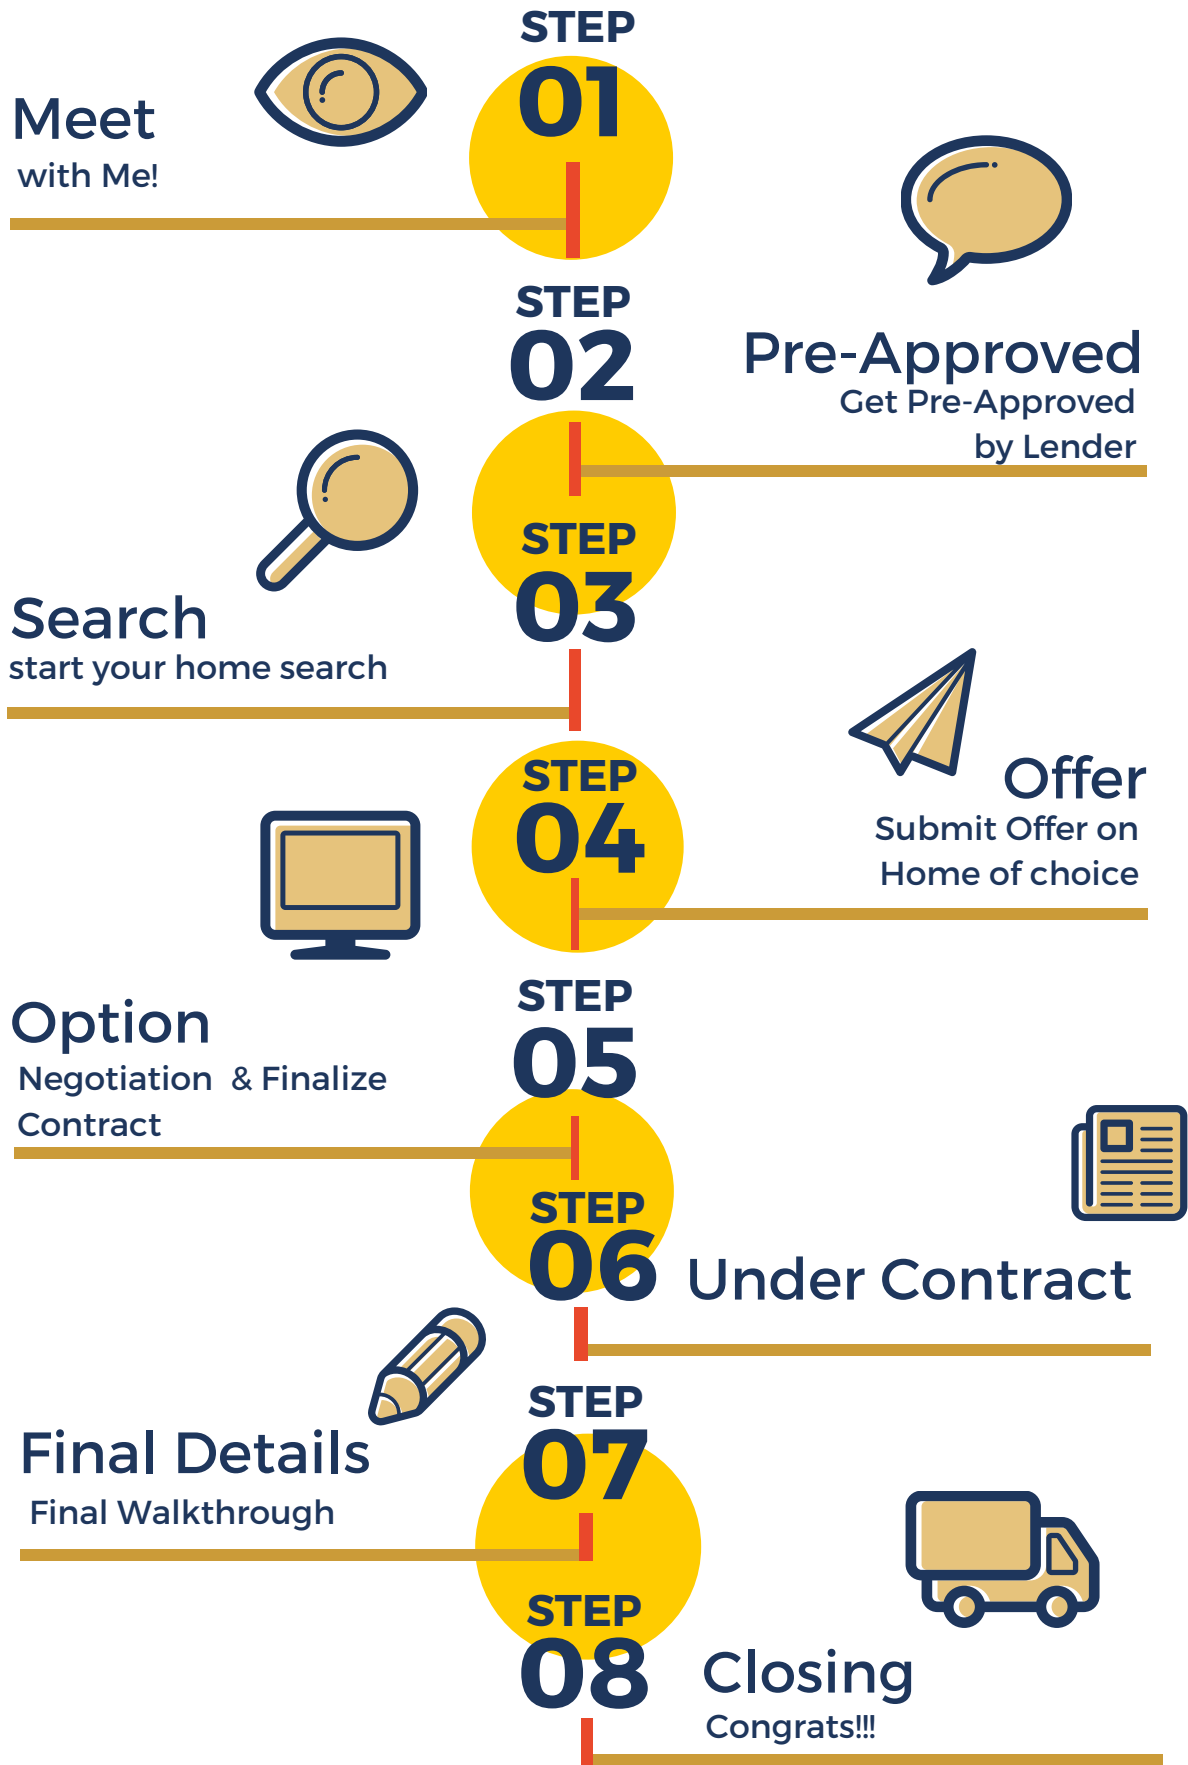 STEP
01
Meet
with Me!
STEP
02
Pre-Approved
Get Pre-Approved
by Lender
STEP
03
Search
start your home search
STEP
04
Offer
Submit Offer on
Home of choice
STEP
05
Option
Negotiation & Finalize
Contract
STEP
06
Under Contract
STEP
07
Final Details
Final Walkthrough
STEP
08
Closing
Congrats!!!